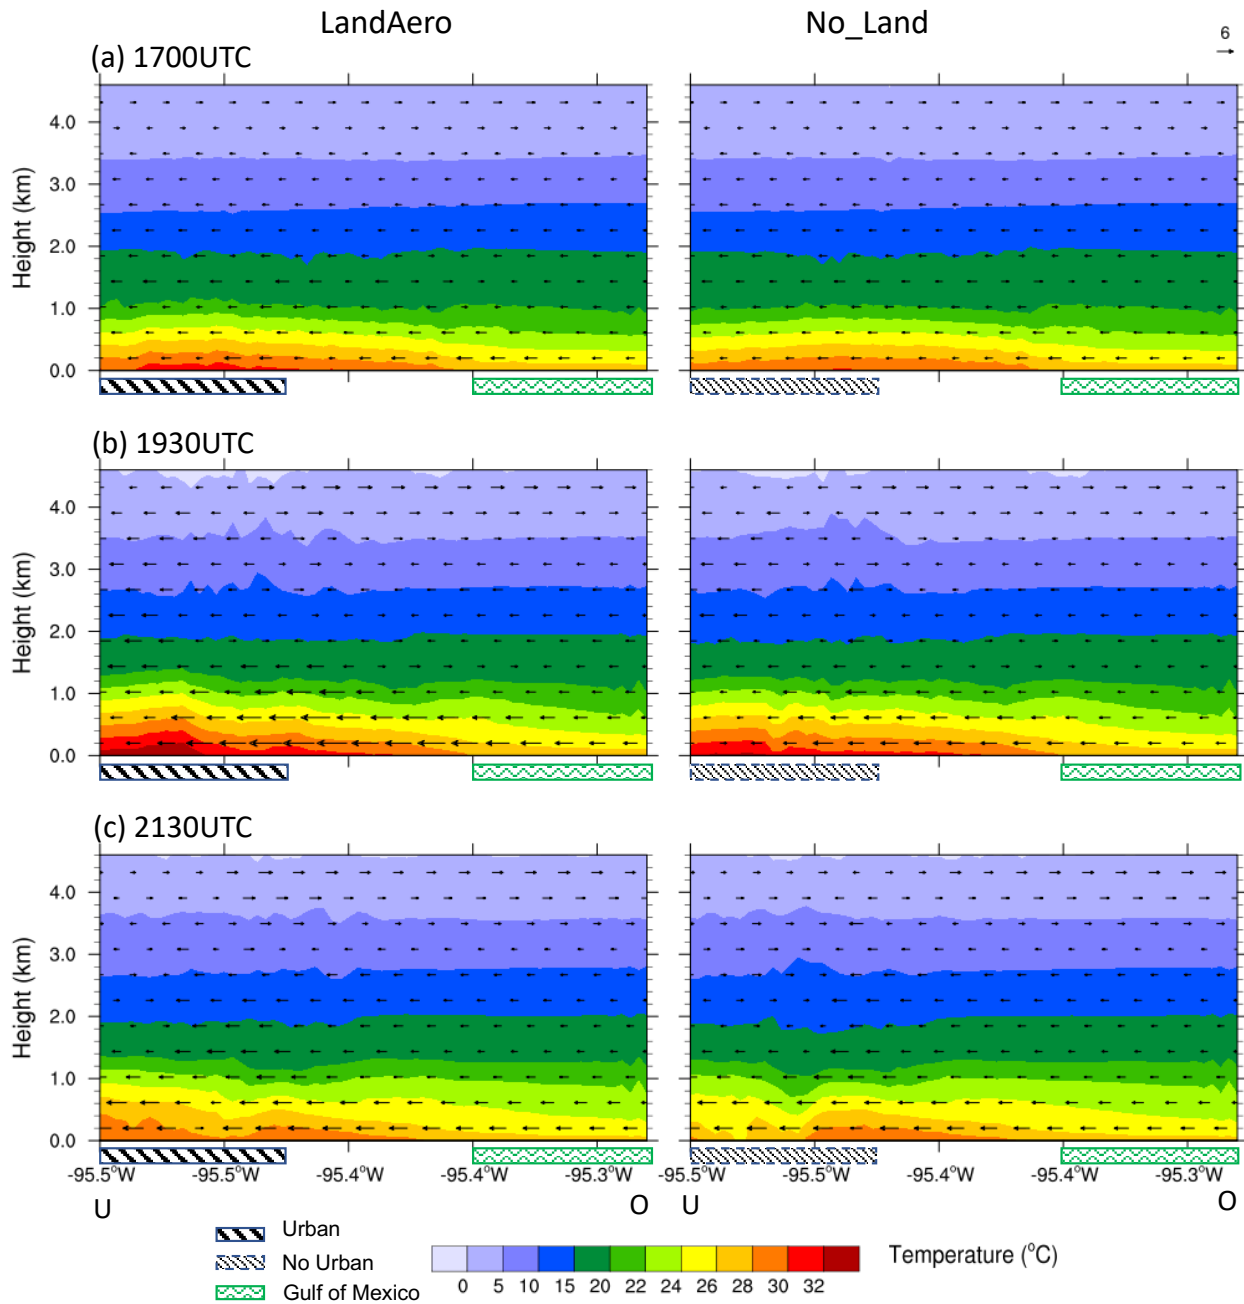 LandAero No_Land
6
(a) 1700UTC
Height (km)
4.0
3.0
2.0
1.0
0.0
(b) 1930UTC
Height (km)
4.0
3.0
2.0
1.0
0.0
(c) 2130UTC
Height (km)
4.0
3.0
2.0
1.0
0.0
-95.5°W -95.5°W -95.4°W -95.4°W -95.3°W -95.5°W -95.5°W -95.4°W -95.4°W -95.3°W
U O U O
Urban
No Urban
Gulf of Mexico
0 5 10 15 20 22 24 26 28 30 32
Temperature (°C)